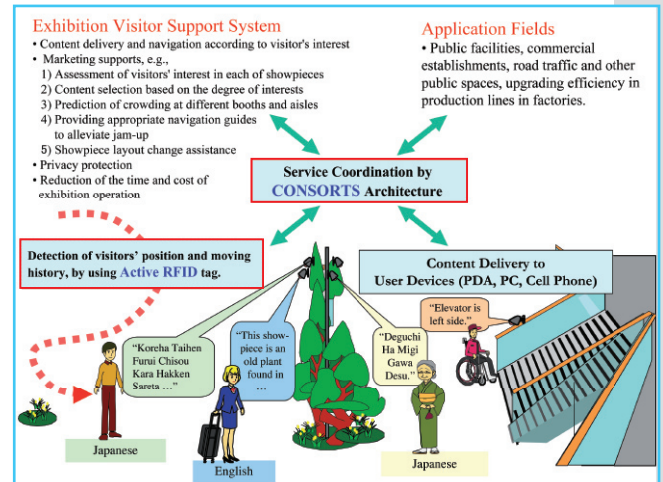 Exhibition Visitor Support System
• Content delivery and navigation according to visitor's interest
• Marketing supports, e.g.,
1) Assessment of visitors' interest in each of showpieces
2) Content selection based on the degree of interests
3) Prediction of crowding at different booths and aisles
4) Providing appropriate navigation guides
to alleviate jam-up
5) Showpiece layout change assistance
• Privacy protection
• Reduction of the time and cost of
exhibition operation
Application Fields
• Public facilities, commercial
establishments, road traffic and other
public spaces, upgrading efficiency in
production lines in factories.
Service Coordination by
CONSORTS Architecture
Detection of visitors' position and moving
history, by using Active RFID tag.
Content Delivery to
User Devices (PDA, PC, Cell Phone)
"Koreha Taihen
Furui Chisou
Kara Hakken
Sareta ..."
"This show-
piece is an
old plant
found in
...
"Deguchi
Ha Migi
Gawa
Desu."
"Elevator is
left side."
Japanese
English
Japanese